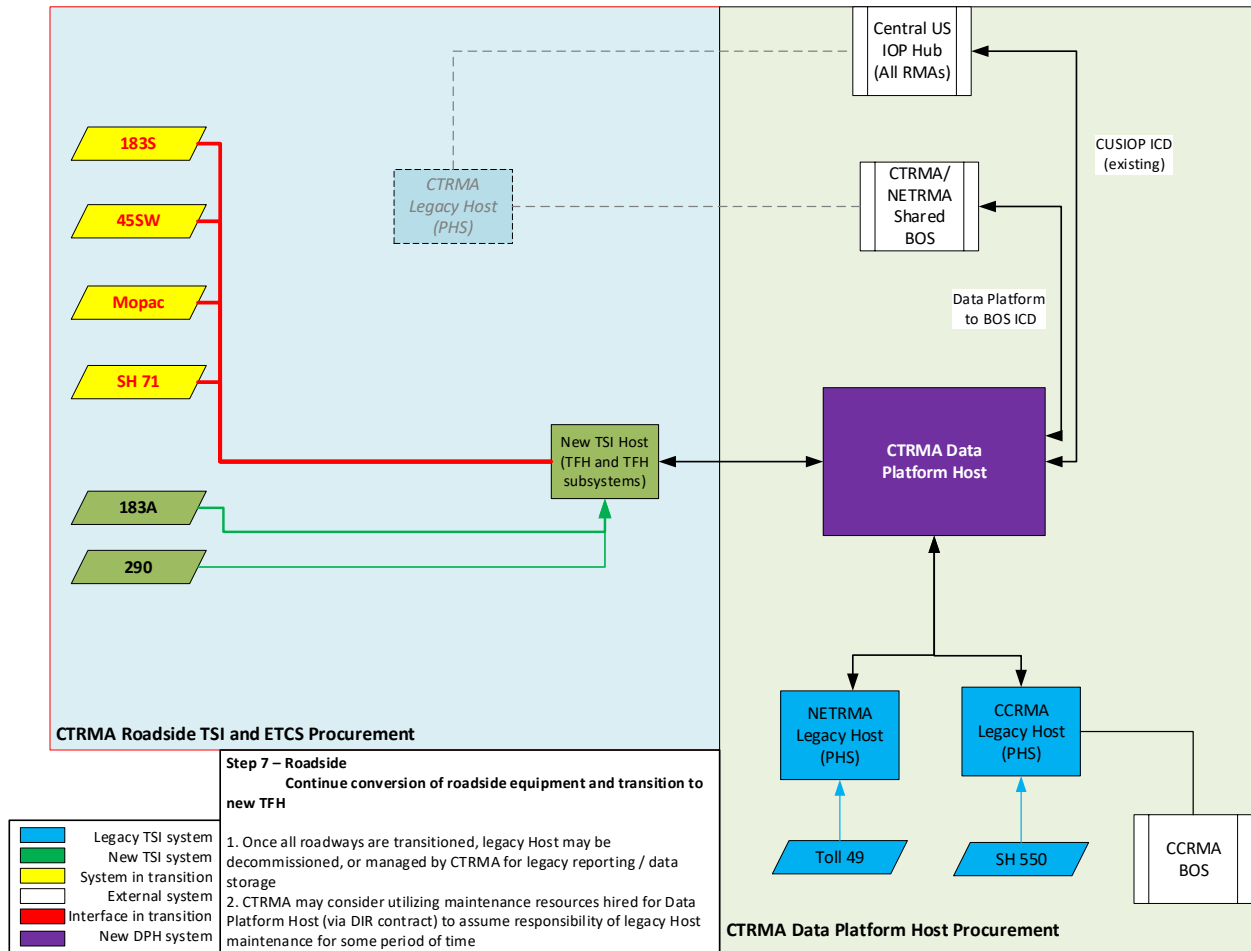 Central US
IOP Hub
(All RMAs)
183S
CUSIOP ICD
(existing)
CTRMA
Legacy Host
(PHS)
CTRMA/
NETRMA
Shared
BOS
45SW
Mopac
Data Platform
to BOS ICD
SH 71
New TSI Host
(TFH and TFH
subsystems)
CTRMA Data
Platform Host
183A
290
NETRMA
Legacy Host
(PHS)
CCRMA
Legacy Host
(PHS)
CTRMA Roadside TSI and ETCS Procurement
Step 7 – Roadside
Continue conversion of roadside equipment and transition to
new TFH
1. Once all roadways are transitioned, legacy Host may be
decommissioned, or managed by CTRMA for legacy reporting / data
storage
2. CTRMA may consider utilizing maintenance resources hired for Data
Platform Host (via DIR contract) to assume responsibility of legacy Host
maintenance for some period of time
Legacy TSI system
New TSI system
System in transition
External system
Interface in transition
New DPH system
Toll 49
SH 550
CCRMA
BOS
CTRMA Data Platform Host Procurement